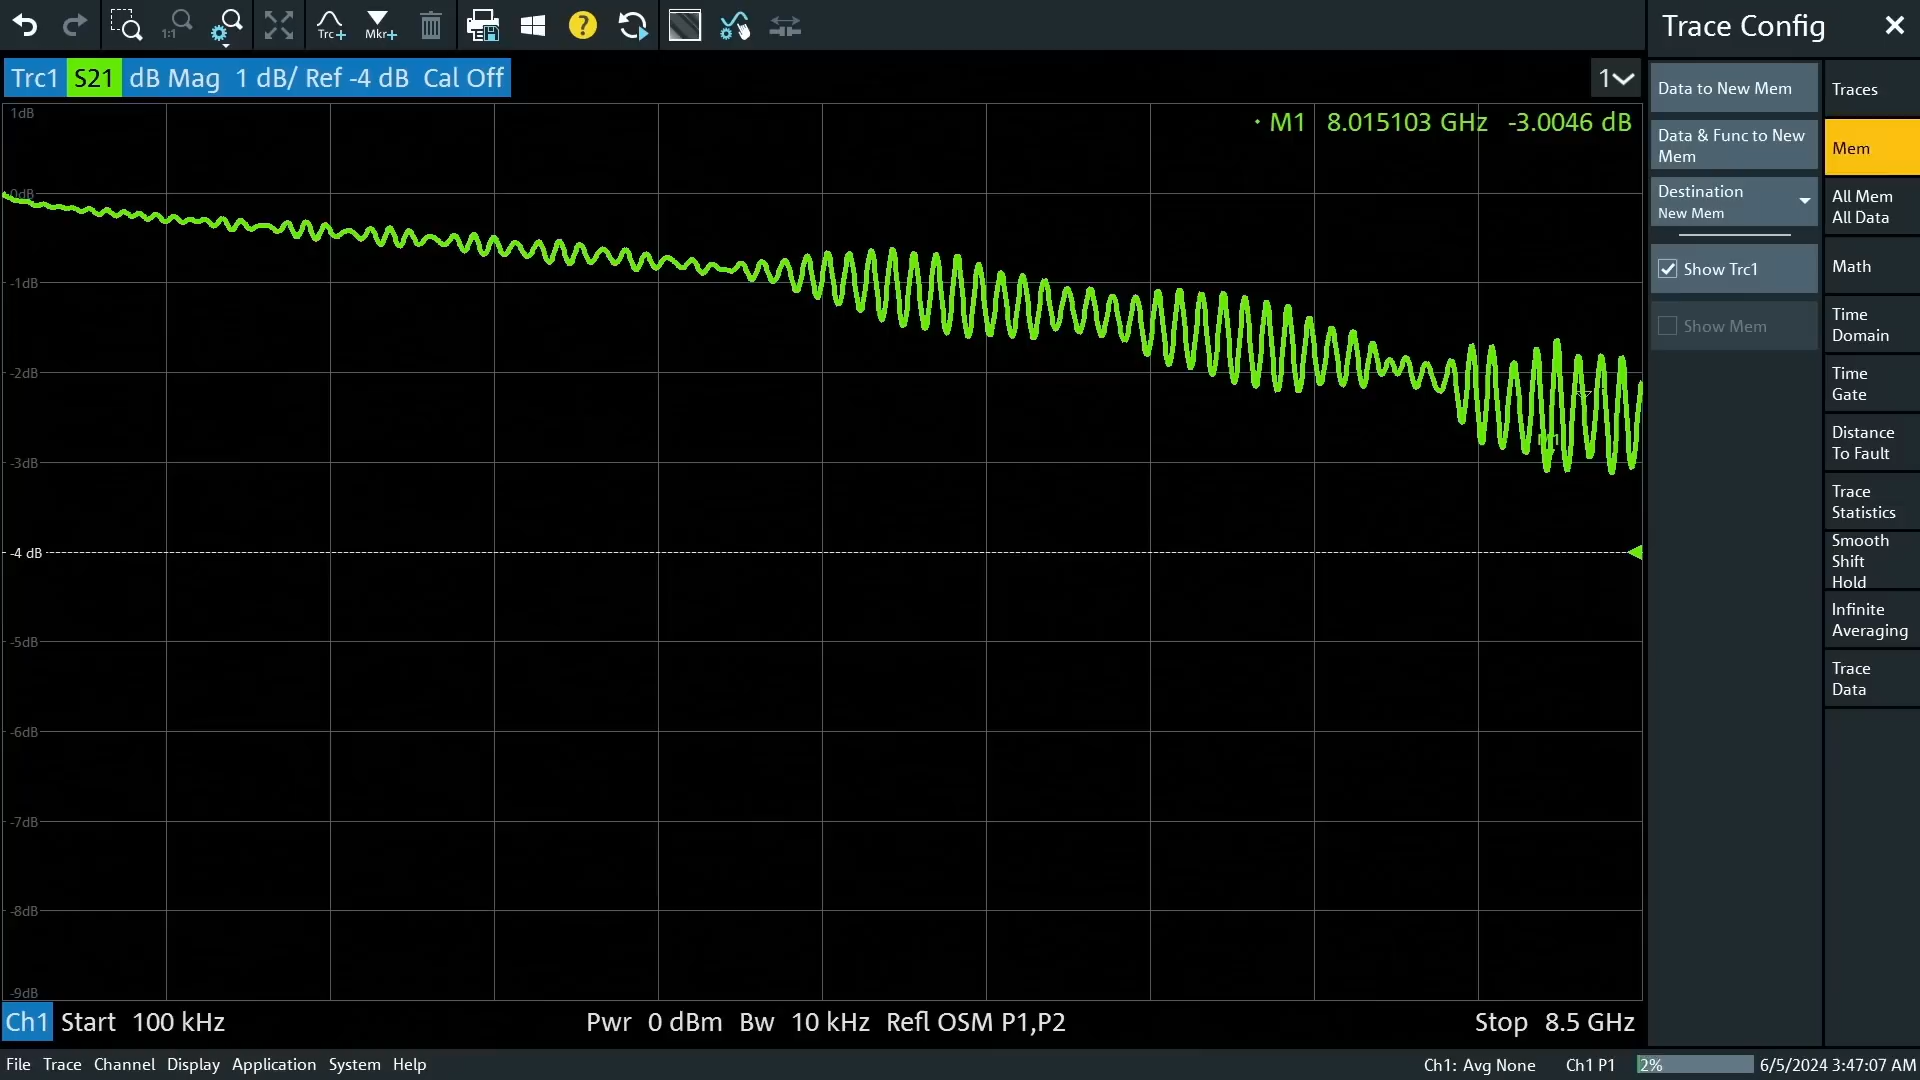 1:1
Trc+
Mkr+
?
Trace Config
Trc1 S21 dB Mag 1 dB/ Ref -4 dB Cal Off
1
M1 8.015103 GHz -3.0046 dB
1dB
0dB
-1dB
-2dB
-3dB
-4 dB
-5dB
-6dB
-7dB
-8dB
-9dB
M1
Ch1 Start 100 kHz Pwr 0 dBm Bw 10 kHz Refl OSM P1,P2 Stop 8.5 GHz
Data to New Mem
Data & Func to New
Mem
Destination
New Mem
Show Trc1
Show Mem
Traces
Mem
All Mem
All Data
Math
Time
Domain
Time
Gate
Distance
To Fault
Trace
Statistics
Smooth
Shift
Hold
Infinite
Averaging
Trace
Data
File Trace Channel Display Application System Help
Ch1: Avg None Ch1 P1 2% 6/5/2024 3:47:07 AM